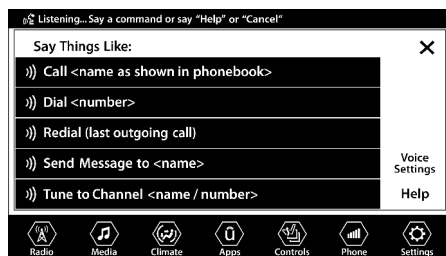 Listening... Say a command or say "Help" or "Cancel"
Say Things Like:
Call <name as shown in phonebook>
Dial <number>
Redial (last outgoing call)
Send Message to <name>
Voice
Settings
Tune to Channel <name / number>
Help
Radio Media Climate Apps Controls Phone Settings